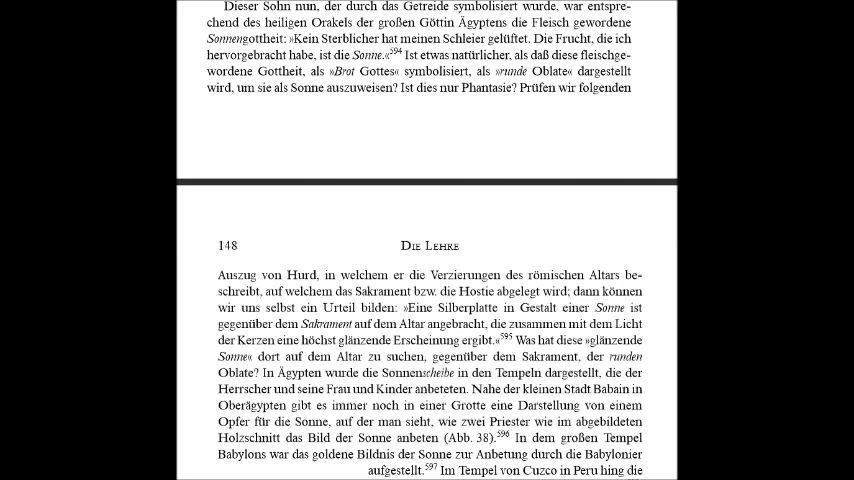 Dieser Sohn nun, der durch das Getreide symbolisiert wurde, war entspre-
chend des heiligen Orakels der großen Göttin Ägyptens die Fleisch gewordene
Sonnengottheit: »Kein Sterblicher hat meinen Schleier gelüftet. Die Frucht, die ich
hervorgebracht habe, ist die Sonne.«594 Ist etwas natürlicher, als daß diese fleischge-
wordene Gottheit, als »Brot Gottes« symbolisiert, als »runde Oblate« dargestellt
wird, um sie als Sonne auszuweisen? Ist dies nur Phantasie? Prüfen wir folgenden
148 DIE LEHRE
Auszug von Hurd, in welchem er die Verzierungen des römischen Altars be-
schreibt, auf welchem das Sakrament bzw. die Hostie abgelegt wird; dann können
wir uns selbst ein Urteil bilden: »Eine Silberplatte in Gestalt einer Sonne ist
gegenüber dem Sakrament auf dem Altar angebracht, die zusammen mit dem Licht
der Kerzen eine höchst glänzende Erscheinung ergibt.«595 Was hat diese »glänzende
Sonne« dort auf dem Altar zu suchen, gegenüber dem Sakrament, der runden
Oblate? In Ägypten wurde die Sonnenscheibe in den Tempeln dargestellt, die der
Herrscher und seine Frau und Kinder anbeteten. Nahe der kleinen Stadt Babain in
Oberägypten gibt es immer noch in einer Grotte eine Darstellung von einem
Opfer für die Sonne, auf der man sieht, wie zwei Priester wie im abgebildeten
Holzschnitt das Bild der Sonne anbeten (Abb. 38).596 In dem großen Tempel
Babylons war das goldene Bildnis der Sonne zur Anbetung durch die Babylonier
aufgestellt.597 Im Tempel von Cuzco in Peru hing die